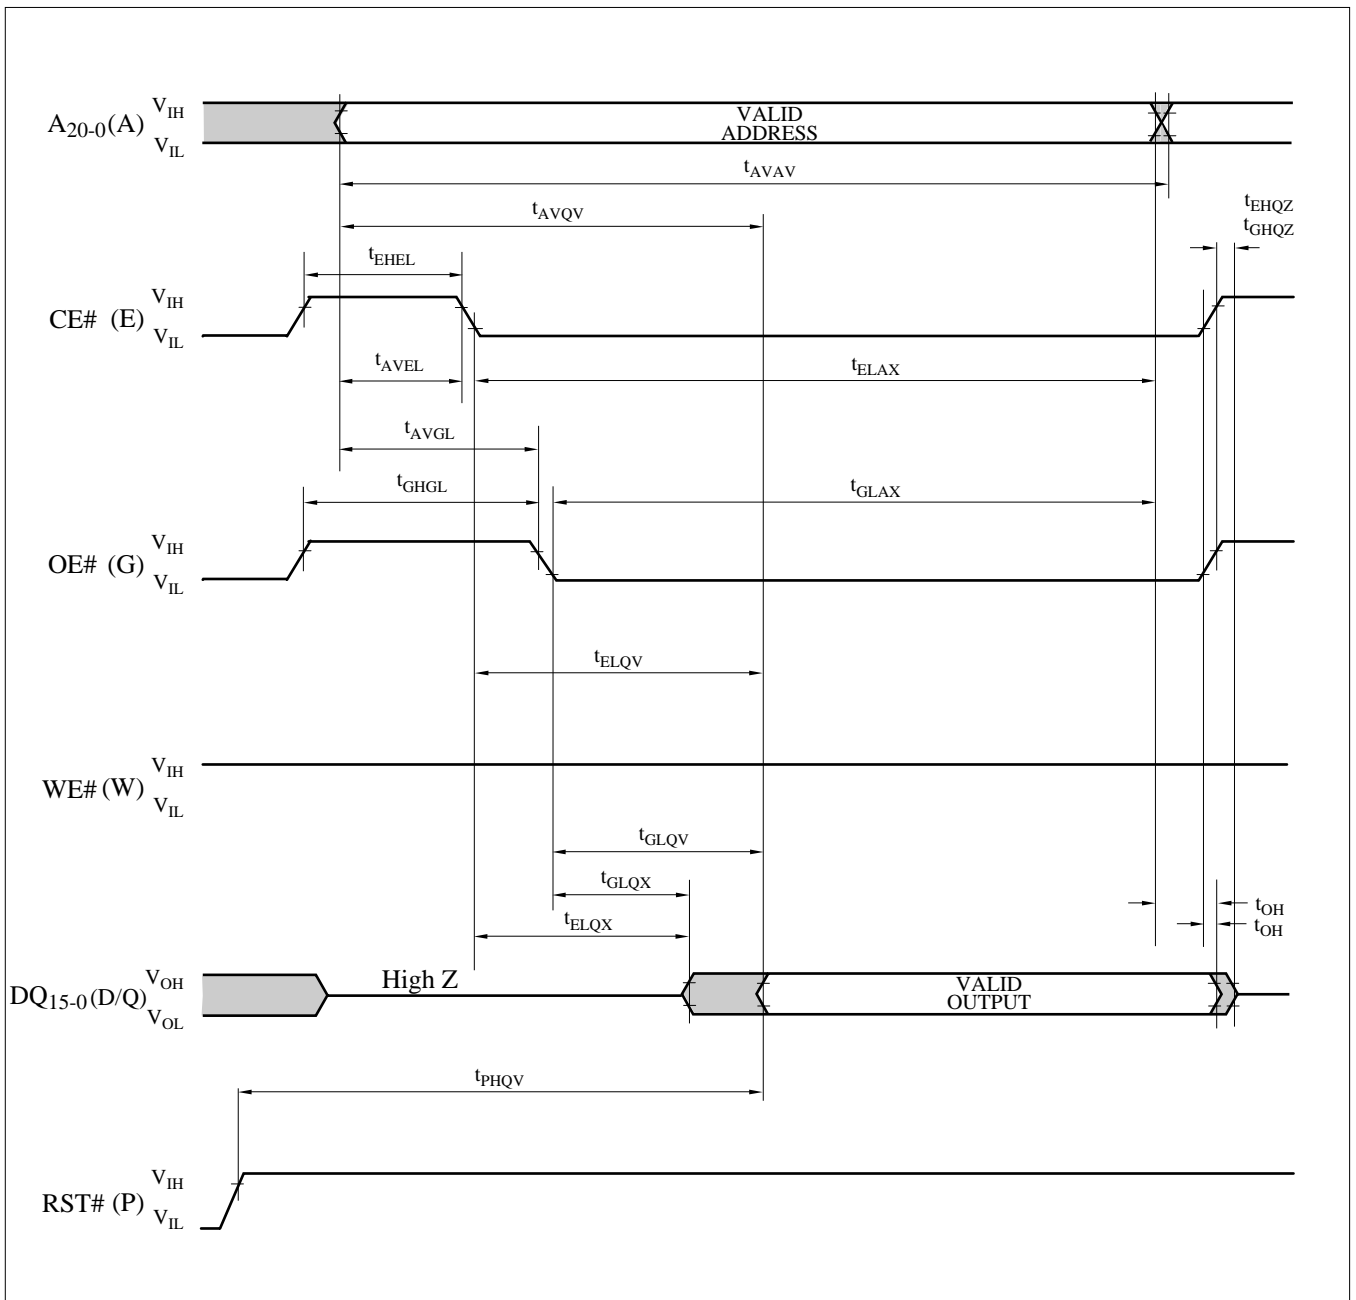 VIH
A20-0(A)
VIL
VALID
ADDRESS
tAVAV
tAVQV
tEHQZ
tGHQZ
tEHEL
VIH
CE# (E)
VIL
tAVEL
tELAX
tAVGL
tGHGL
tGLAX
VIH
OE# (G)
VIL
tELQV
VIH
WE# (W)
VIL
tGLQV
tGLQX
tELQX
tOH
tOH
VOH
DQ15-0(D/Q)
VOL
High Z
VALID
OUTPUT
tPHQV
VIH
RST# (P)
VIL